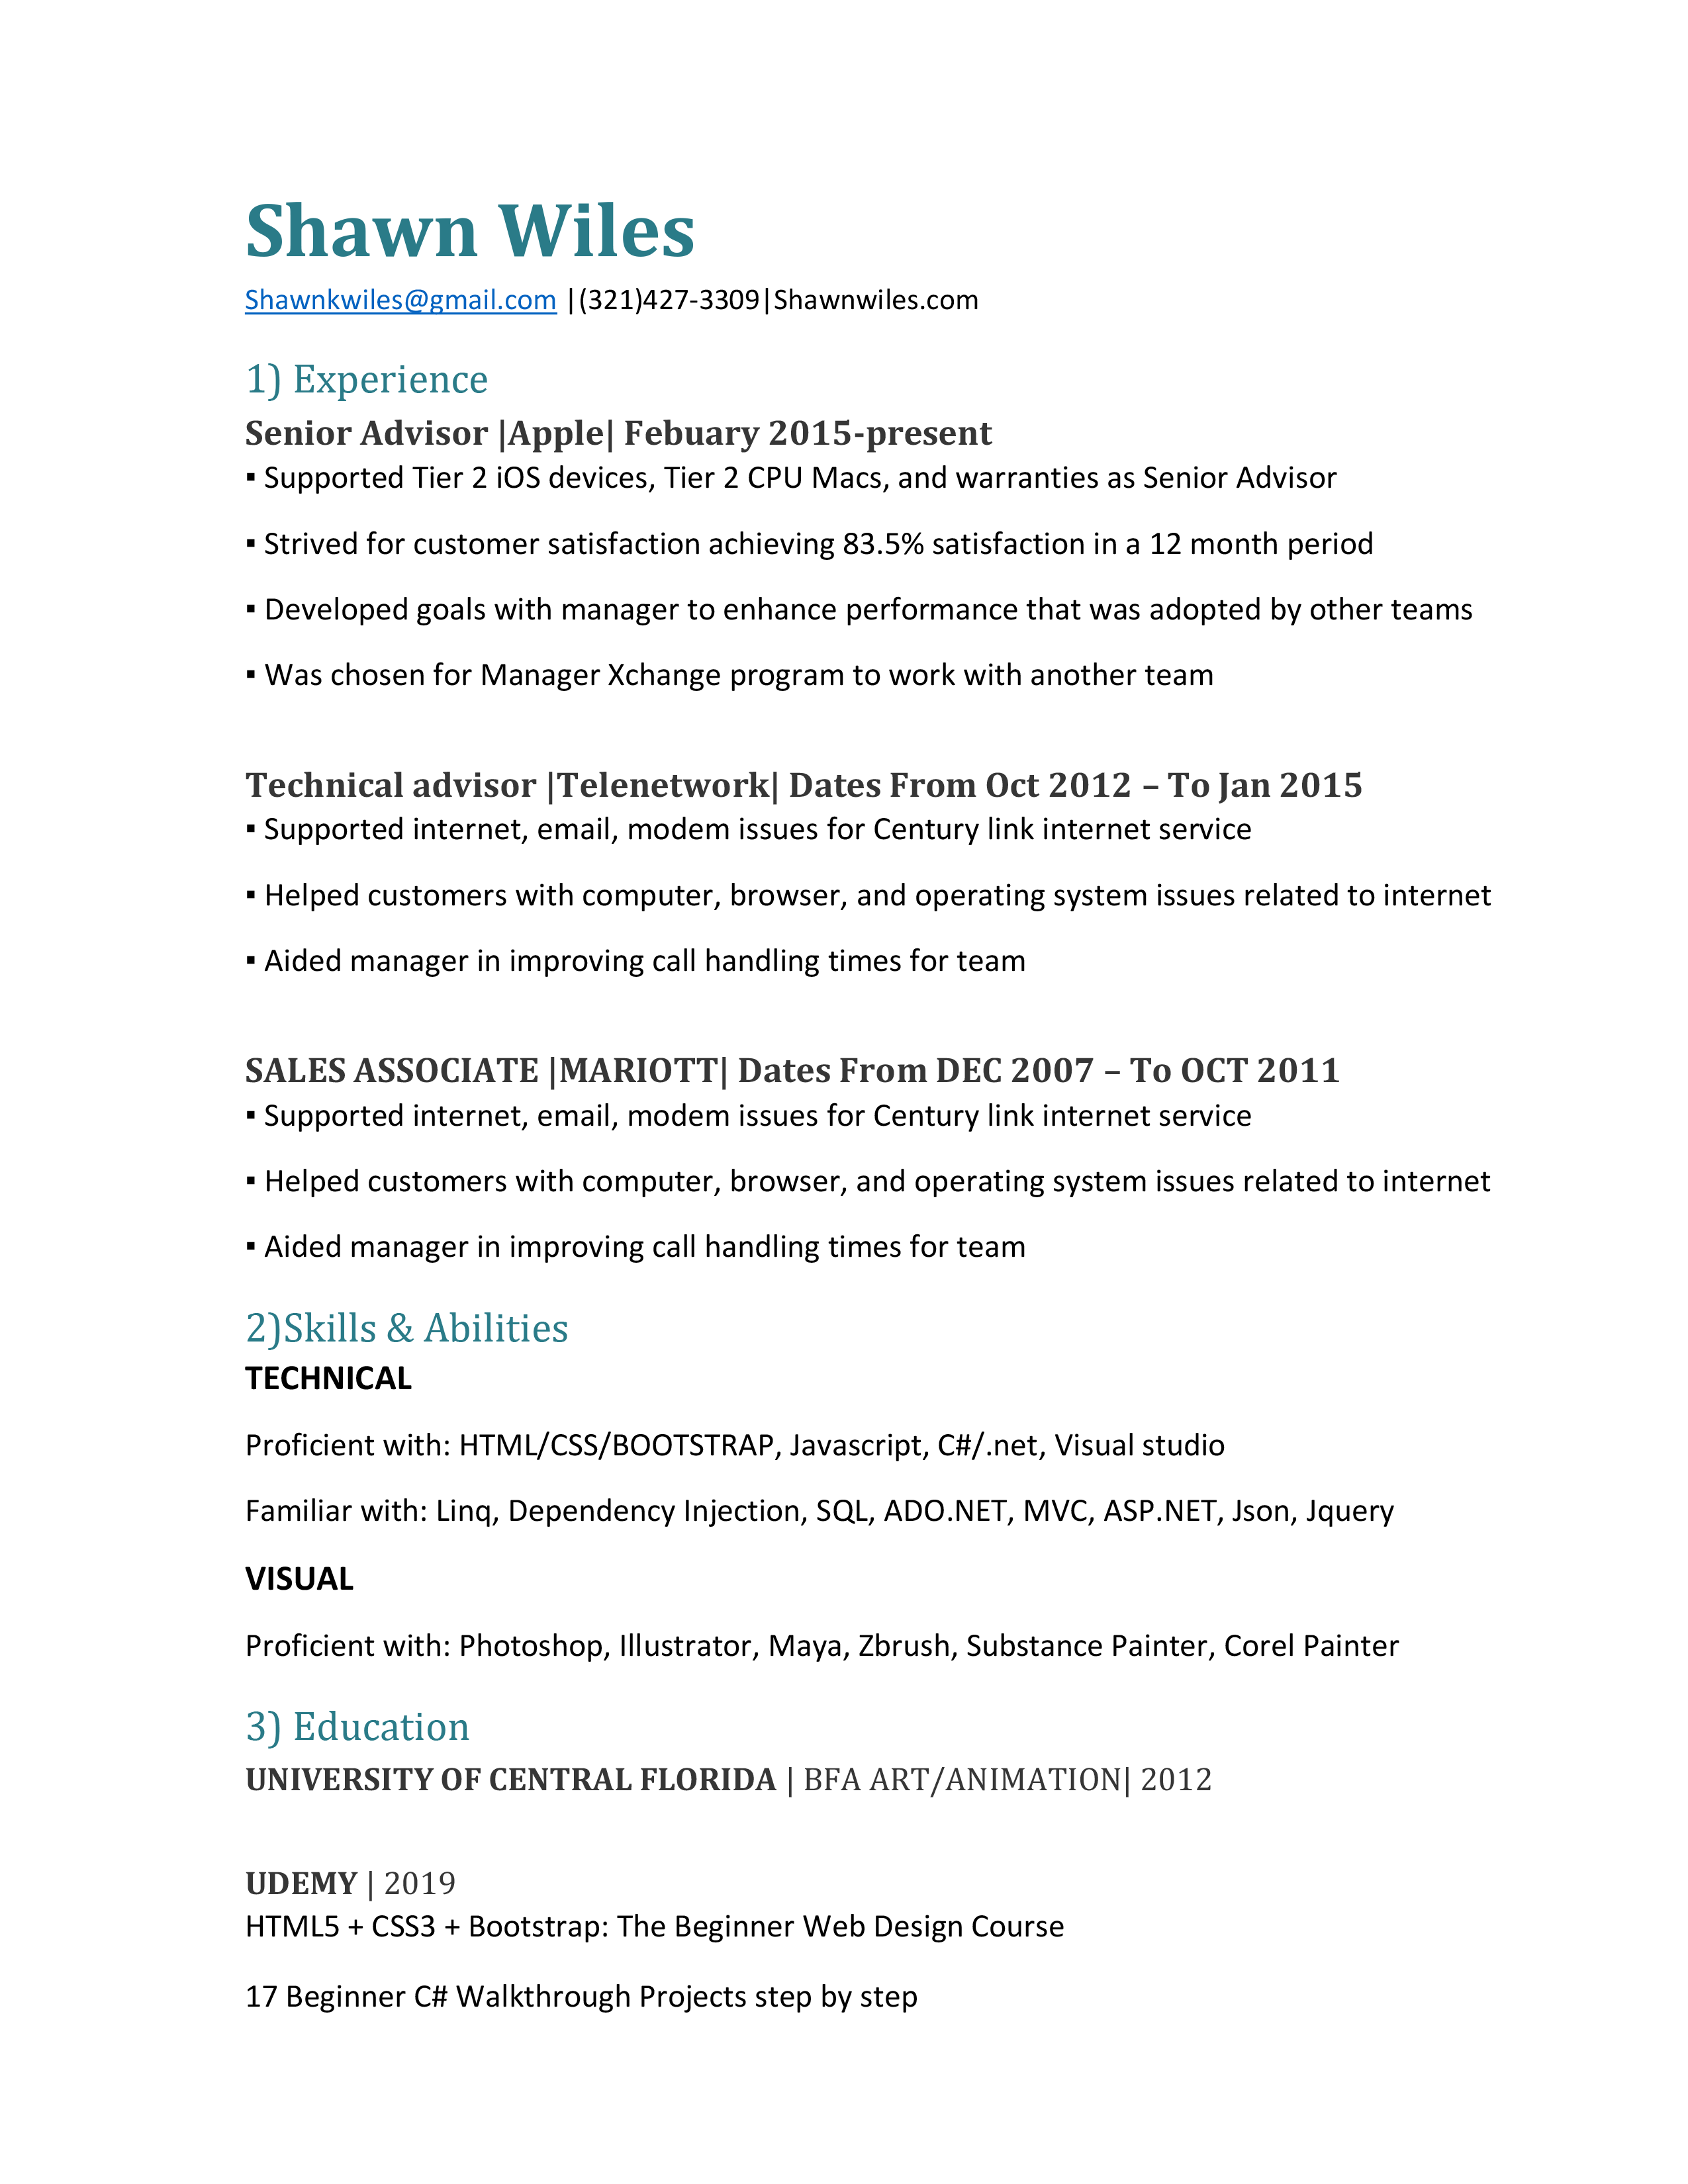 Shawn Wiles
Shawnkwiles@gmail.com |(321)427-3309|Shawnwiles.com
1) Experience
Senior Advisor |Apple| Febuary 2015-present
▪ Supported Tier 2 iOS devices, Tier 2 CPU Macs, and warranties as Senior Advisor
▪ Strived for customer satisfaction achieving 83.5% satisfaction in a 12 month period
▪ Developed goals with manager to enhance performance that was adopted by other teams
▪ Was chosen for Manager Xchange program to work with another team
Technical advisor |Telenetwork| Dates From Oct 2012 – To Jan 2015
▪ Supported internet, email, modem issues for Century link internet service
▪ Helped customers with computer, browser, and operating system issues related to internet
▪ Aided manager in improving call handling times for team
SALES ASSOCIATE |MARIOTT| Dates From DEC 2007 – To OCT 2011
▪ Supported internet, email, modem issues for Century link internet service
▪ Helped customers with computer, browser, and operating system issues related to internet
▪ Aided manager in improving call handling times for team
2)Skills & Abilities
TECHNICAL
Proficient with: HTML/CSS/BOOTSTRAP, Javascript, C#/.net, Visual studio
Familiar with: Linq, Dependency Injection, SQL, ADO.NET, MVC, ASP.NET, Json, Jquery
VISUAL
Proficient with: Photoshop, Illustrator, Maya, Zbrush, Substance Painter, Corel Painter
3) Education
UNIVERSITY OF CENTRAL FLORIDA | BFA ART/ANIMATION| 2012
UDEMY | 2019
HTML5 + CSS3 + Bootstrap: The Beginner Web Design Course
17 Beginner C# Walkthrough Projects step by step